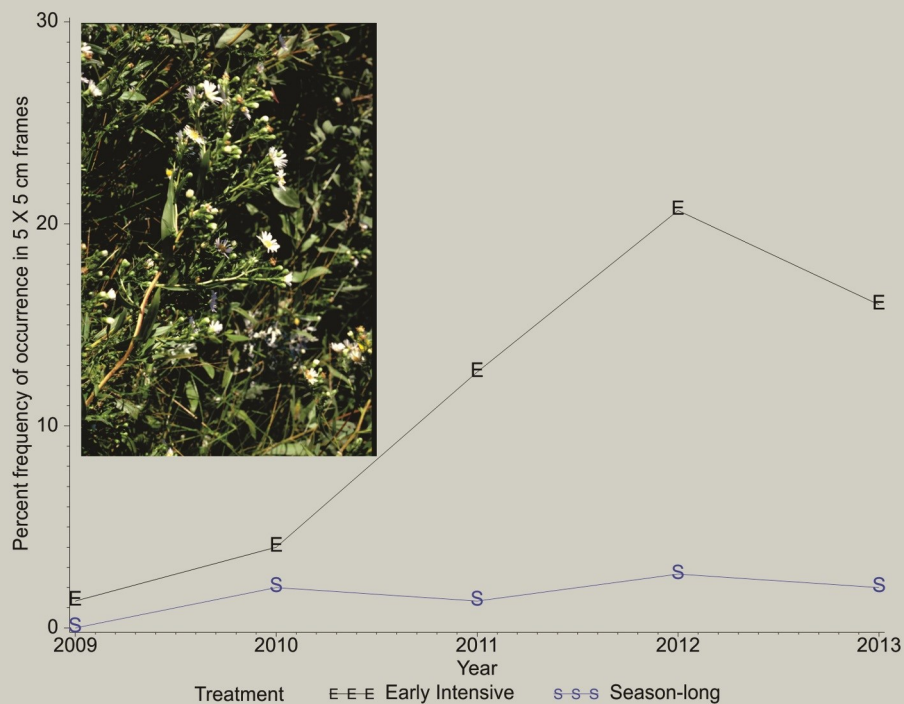 Percent frequency of occurrence in 5 X 5 cm frames
30
20
10
0
E
E
E
E
E
S
S
S
S
S
2009 2010 2011 2012 2013
Year
Treatment E E E Early Intensive S S S Season-long